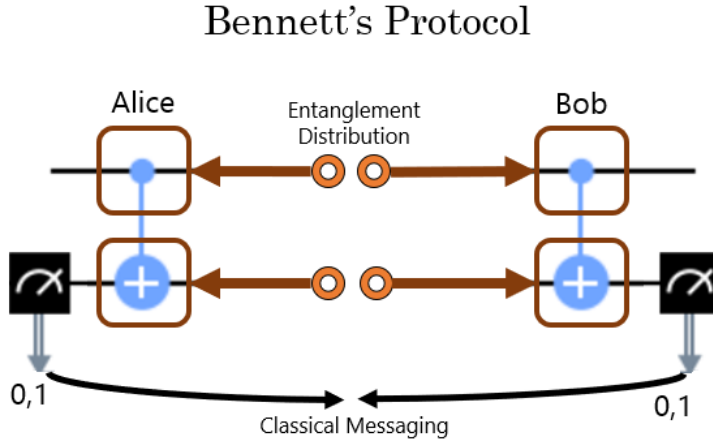 Bennett's Protocol
Alice
Entanglement
Distribution
Bob
0,1
Classical Messaging
0,1